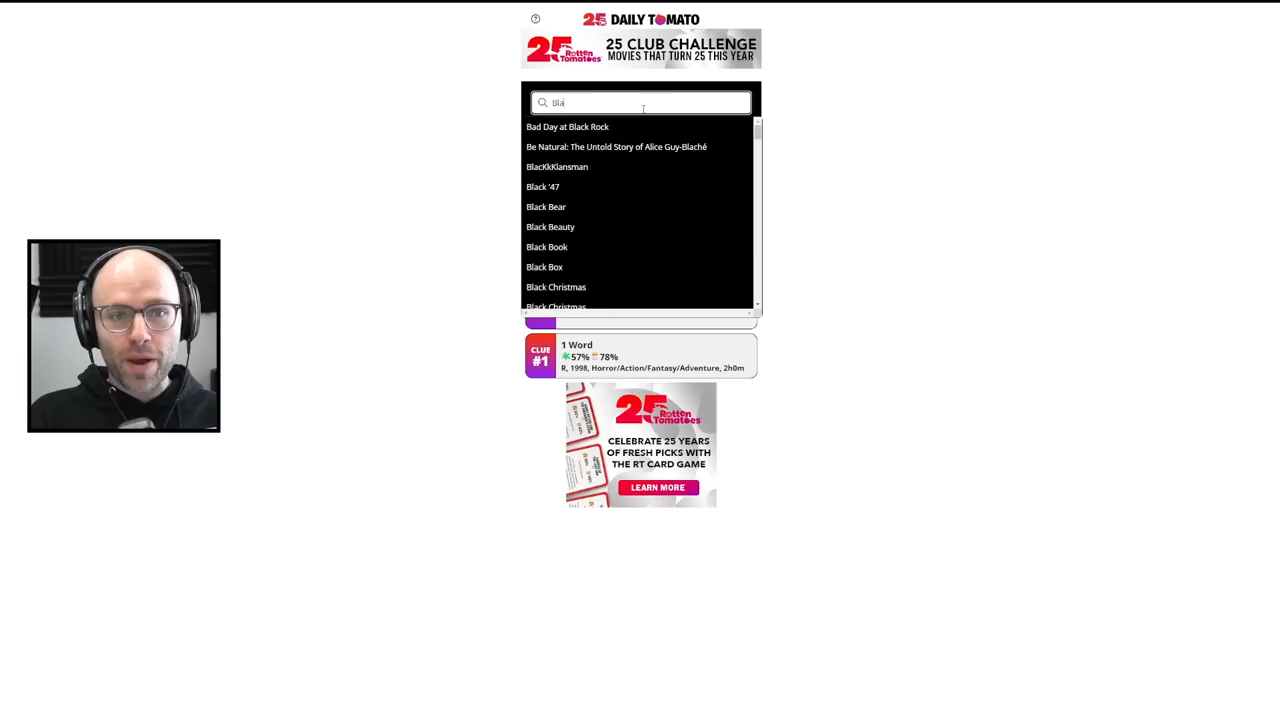 25 DAILY TOMATO
25 Rotten Tomatoes
25 CLUB CHALLENGE
MOVIES THAT TURN 25 THIS YEAR
Bla
Bad Day at Black Rock
Be Natural: The Untold Story of Alice Guy-Blaché
BlacKkKlansman
Black '47
Black Bear
Black Beauty
Black Book
Black Box
Black Christmas
Black Christmas
CLUE #1
1 Word
57% 78%
R, 1998, Horror/Action/Fantasy/Adventure, 2h0m
25 Rotten Tomatoes
CELEBRATE 25 YEARS
OF FRESH PICKS WITH
THE RT CARD GAME
LEARN MORE